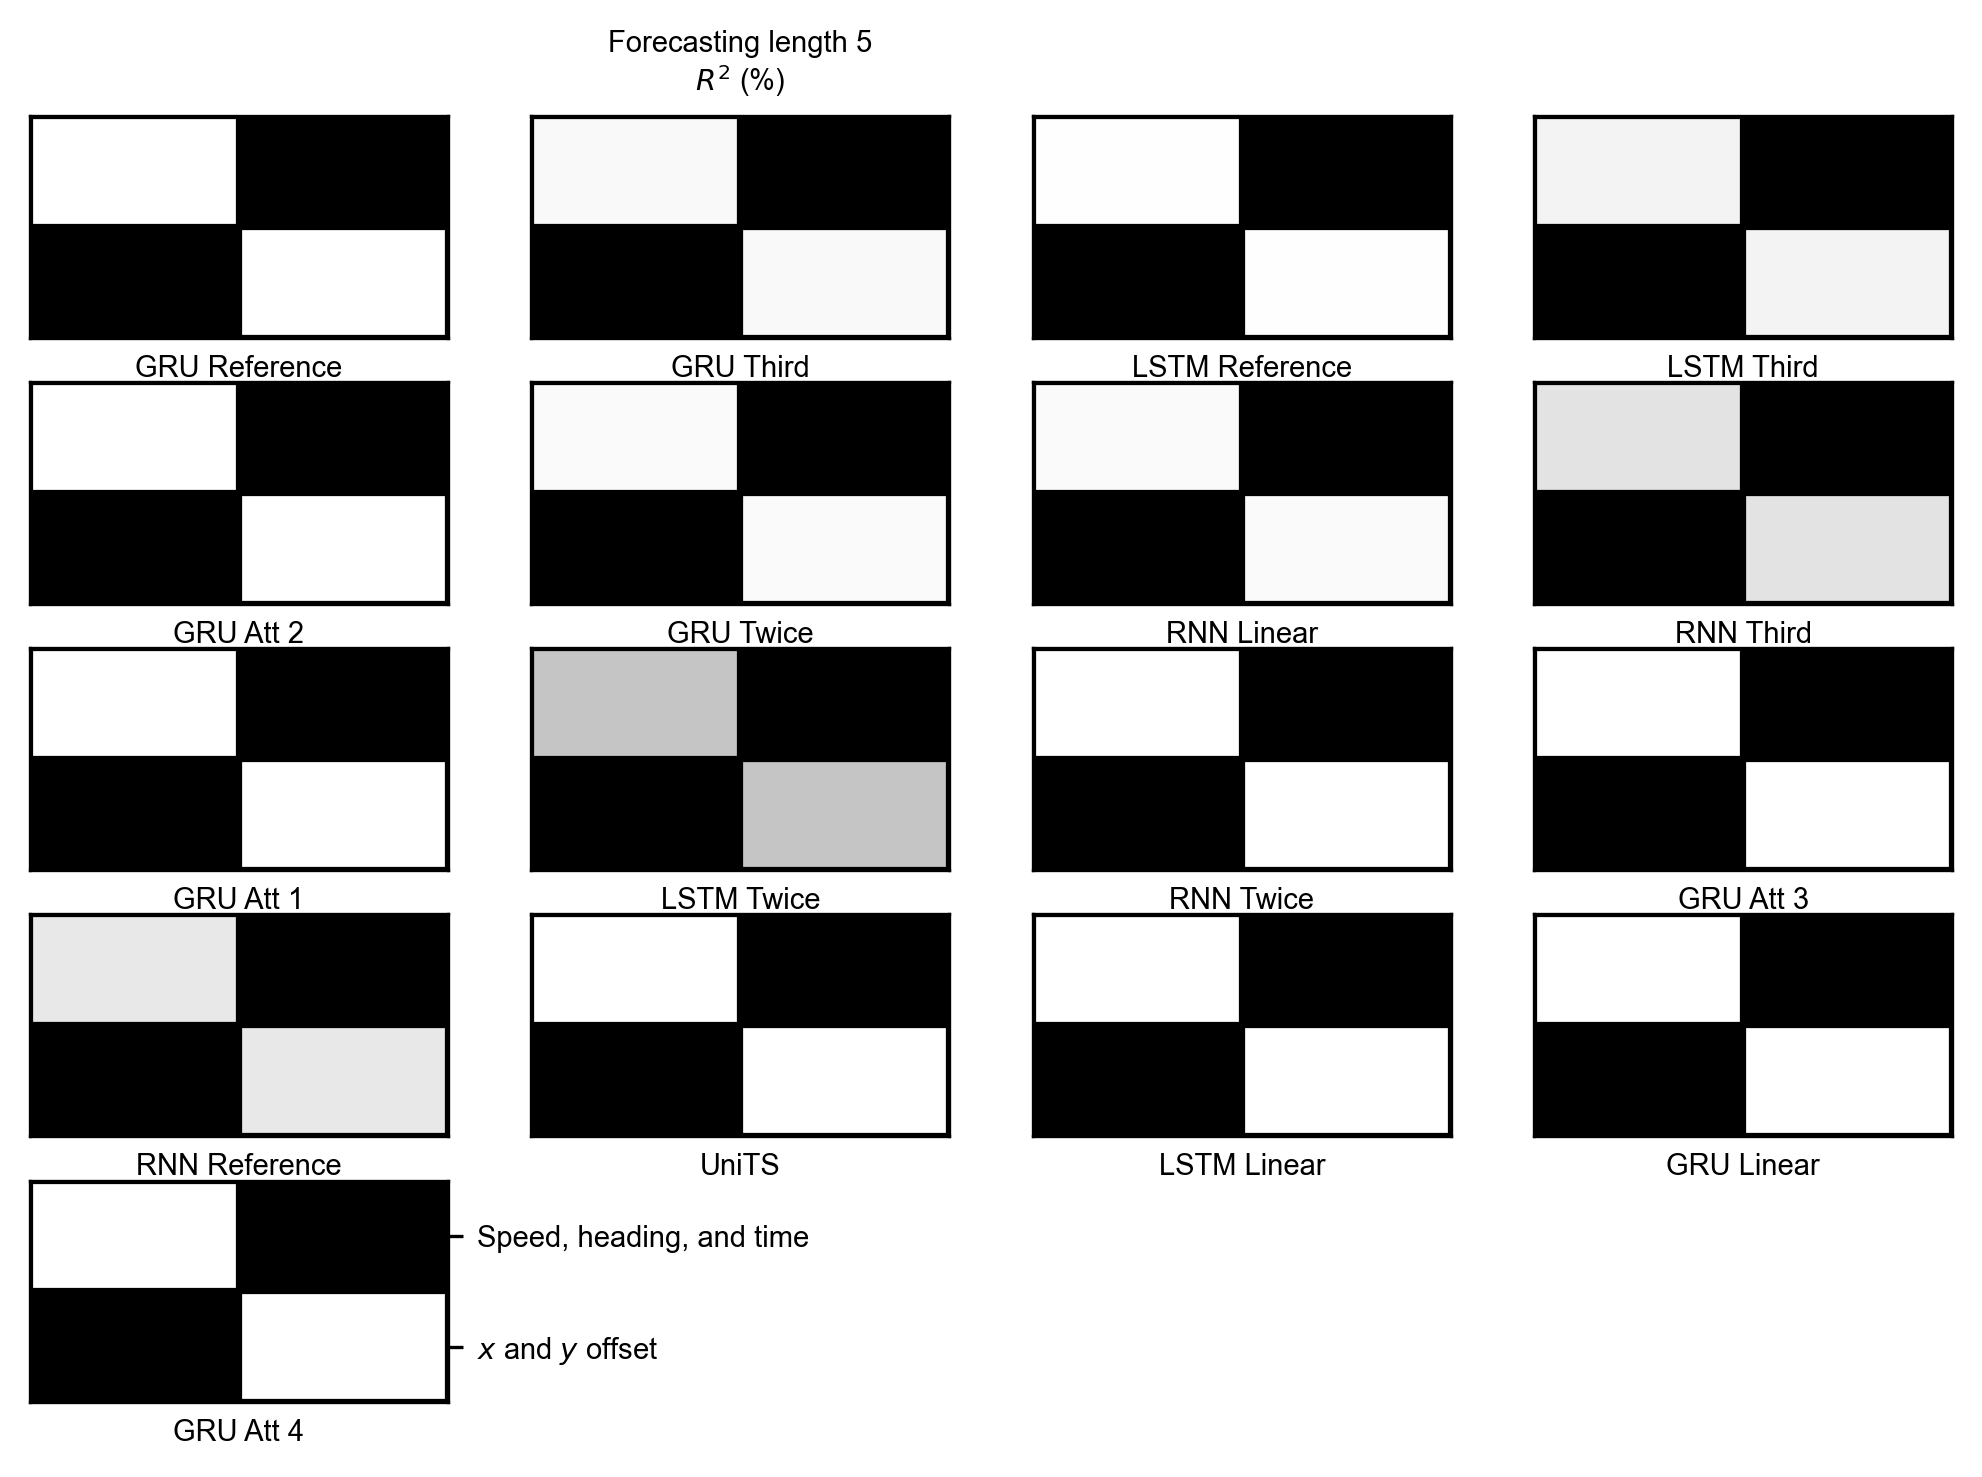 Forecasting length 5
R² (%)
GRU Reference
GRU Third
LSTM Reference
LSTM Third
GRU Att 2
GRU Twice
RNN Linear
RNN Third
GRU Att 1
LSTM Twice
RNN Twice
GRU Att 3
RNN Reference
UniTS
LSTM Linear
GRU Linear
Speed, heading, and time
x and y offset
GRU Att 4